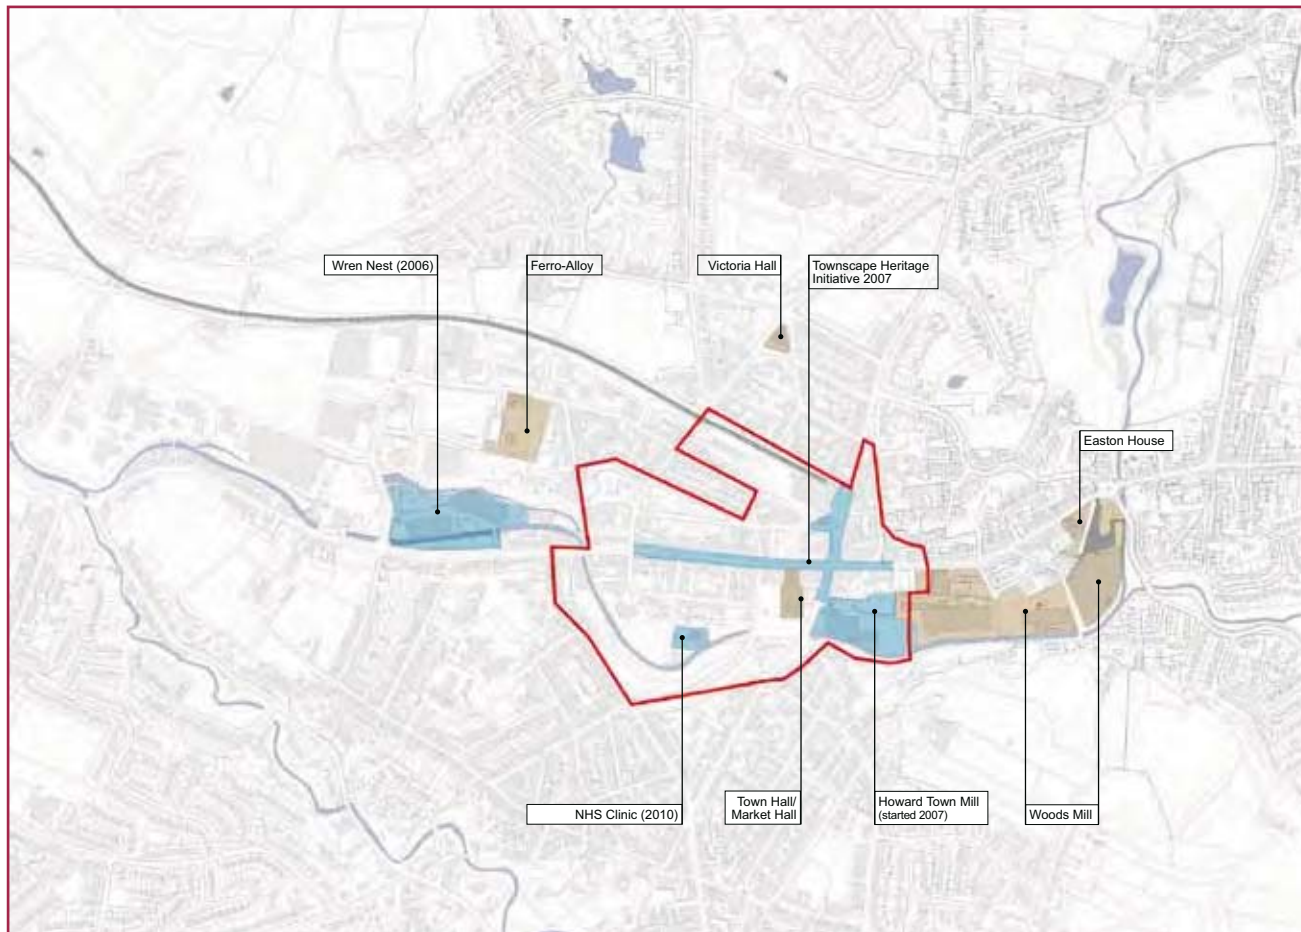 Wren Nest (2006)
Ferro-Alloy
Victoria Hall
Townscape Heritage
Initiative 2007
Easton House
NHS Clinic (2010)
Town Hall/
Market Hall
Howard Town Mill
(started 2007)
Woods Mill